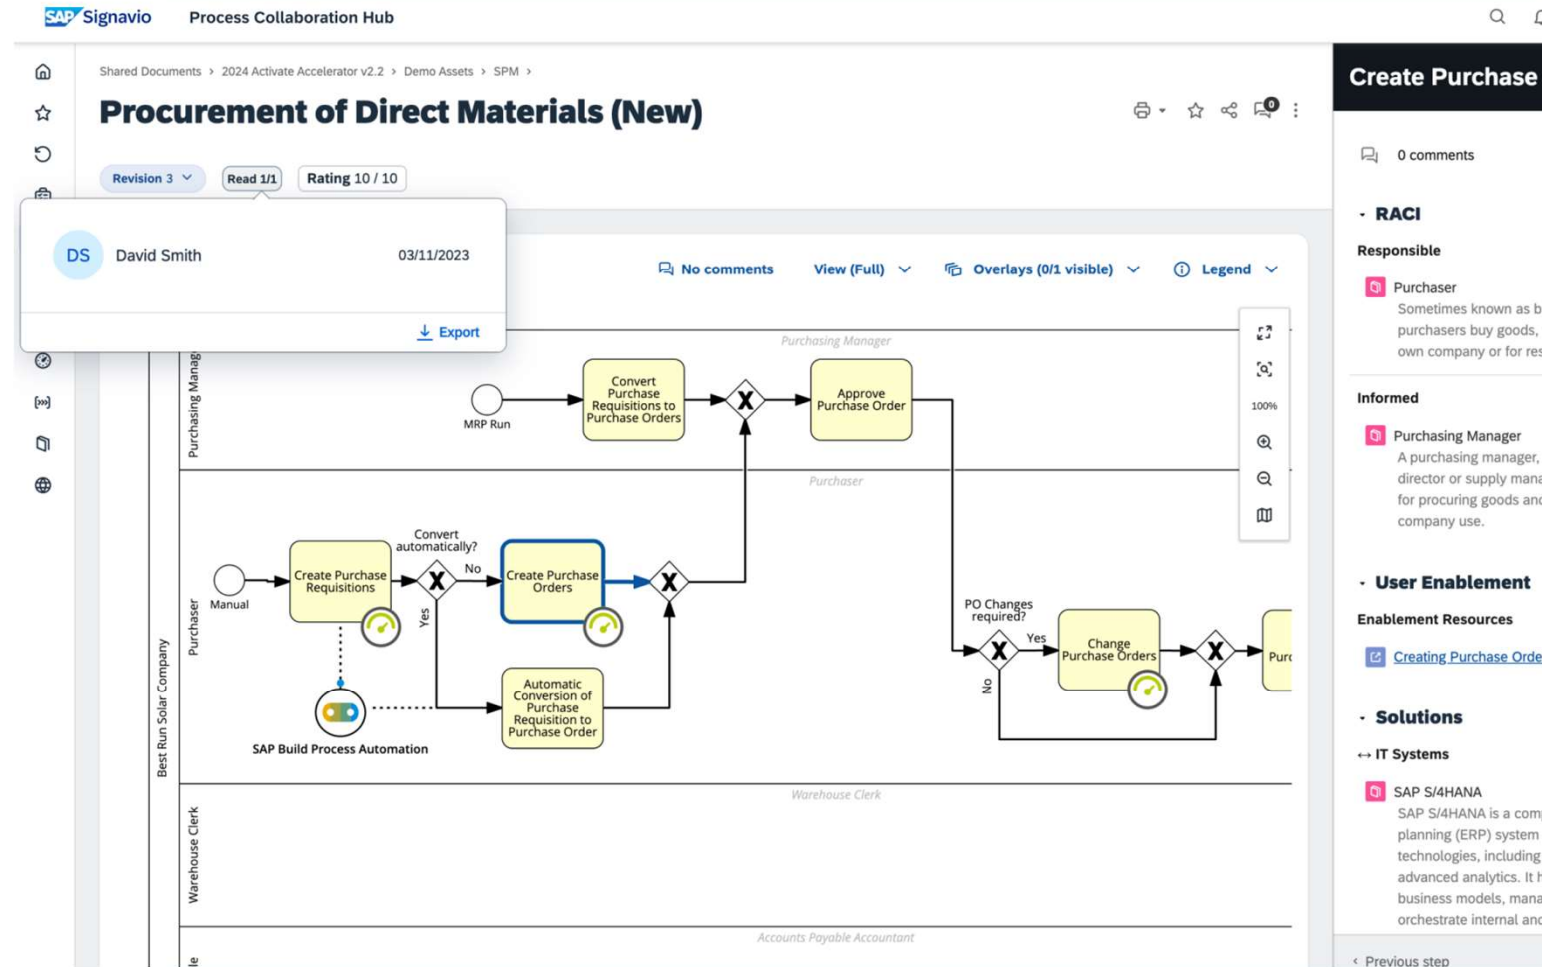 SAP Signavio Process Collaboration Hub
Shared Documents > 2024 Activate Accelerator v2.2 > Demo Assets > SPM >
Procurement of Direct Materials (New)
0
Revision 3
Read 1/1
Rating 10 / 10
DS
David Smith
03/11/2023
Export
No comments
View (Full)
Overlays (0/1 visible)
Legend
100%
Best Run Solar Company
Purchasing Manager
MRP Run
Convert
Purchase
Requisitions to
Purchase Orders
X
Approve
Purchase Order
Purchaser
Purchaser
Manual
Create Purchase
Requisitions
Convert
automatically?
X
No
Yes
Create Purchase
Orders
X
Automatic
Conversion of
Purchase
Requisition to
Purchase Order
SAP Build Process Automation
PO Changes
required?
X
Yes
No
Change
Purchase Orders
X
Purc
Warehouse Clerk
Warehouse Clerk
Accounts Payable Accountant
Create Purchase
0 comments
RACI
Responsible
Purchaser
Sometimes known as b
purchasers buy goods,
own company or for res
Informed
Purchasing Manager
A purchasing manager,
director or supply mana
for procuring goods and
company use.
User Enablement
Enablement Resources
Creating Purchase Orde
Solutions
IT Systems
SAP S/4HANA
SAP S/4HANA is a comp
planning (ERP) system
technologies, including
advanced analytics. It h
business models, mana
orchestrate internal and
Previous step